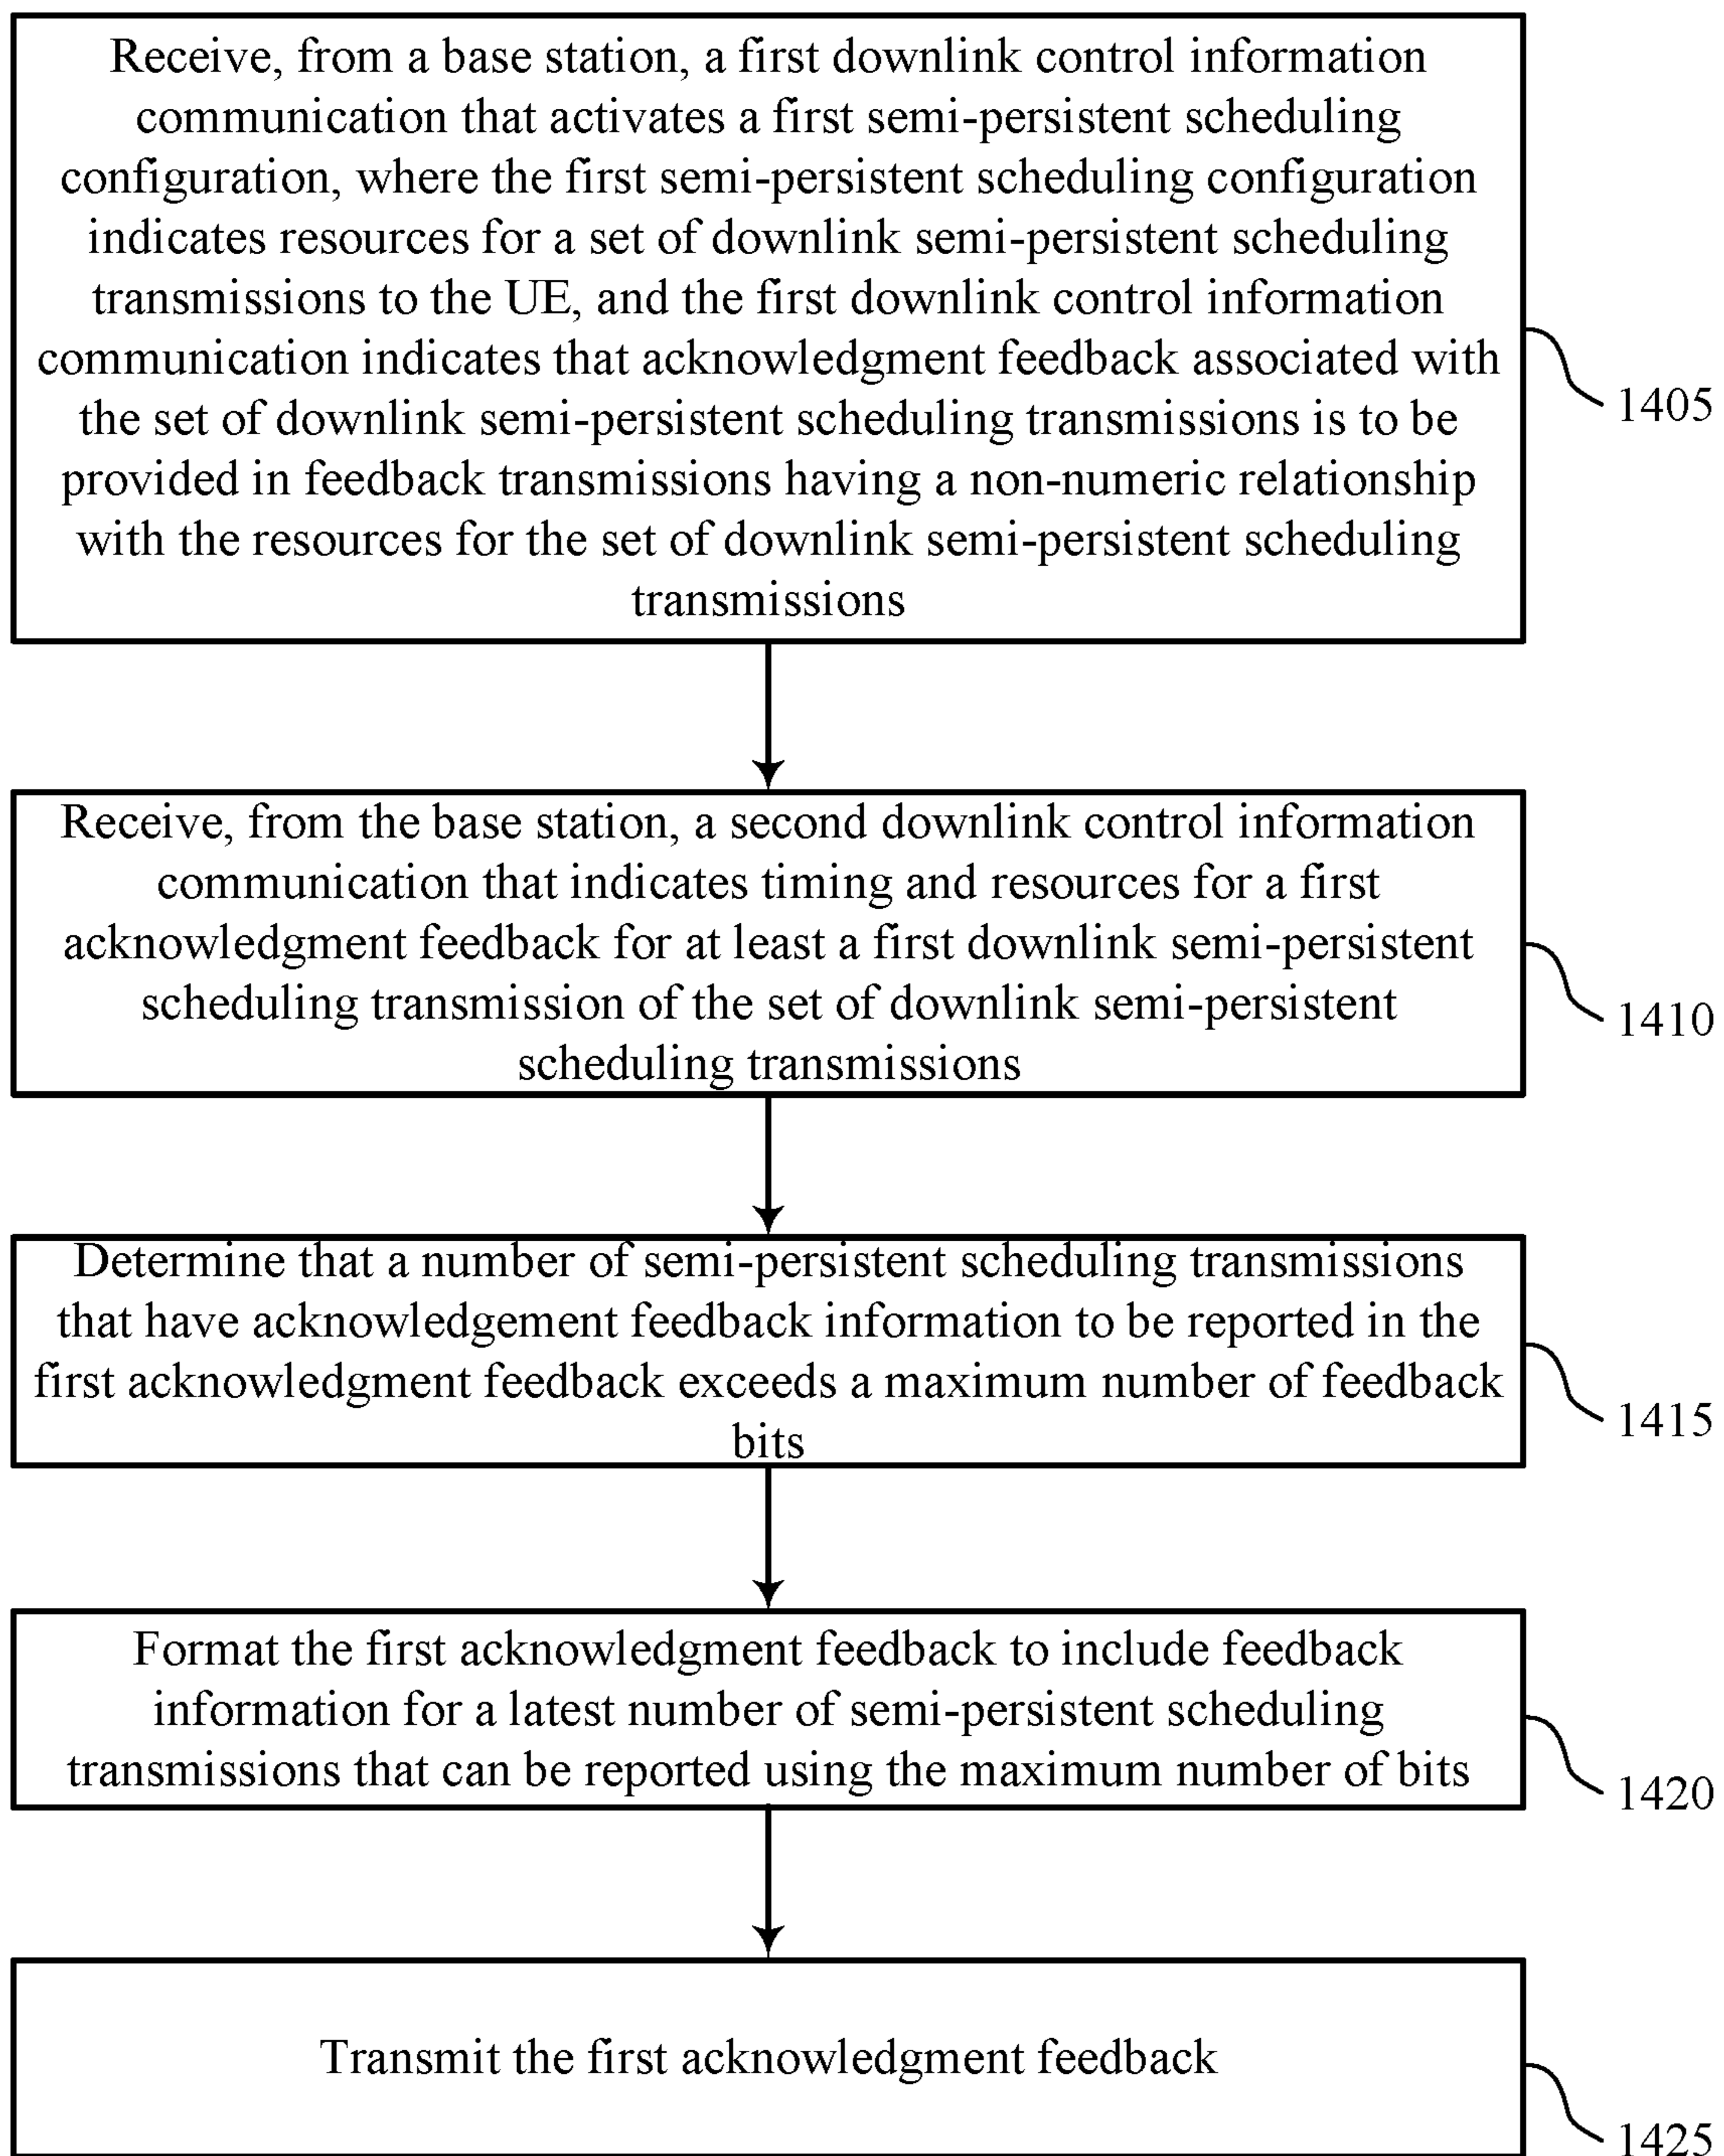 Receive, from a base station, a first downlink control information
communication that activates a first semi-persistent scheduling
configuration, where the first semi-persistent scheduling configuration
indicates resources for a set of downlink semi-persistent scheduling
transmissions to the UE, and the first downlink control information
communication indicates that acknowledgment feedback associated with
the set of downlink semi-persistent scheduling transmissions is to be
provided in feedback transmissions having a non-numeric relationship
with the resources for the set of downlink semi-persistent scheduling
transmissions
1405
Receive, from the base station, a second downlink control information
communication that indicates timing and resources for a first
acknowledgment feedback for at least a first downlink semi-persistent
scheduling transmission of the set of downlink semi-persistent
scheduling transmissions
1410
Determine that a number of semi-persistent scheduling transmissions
that have acknowledgement feedback information to be reported in the
first acknowledgment feedback exceeds a maximum number of feedback
bits
1415
Format the first acknowledgment feedback to include feedback
information for a latest number of semi-persistent scheduling
transmissions that can be reported using the maximum number of bits
1420
Transmit the first acknowledgment feedback
1425